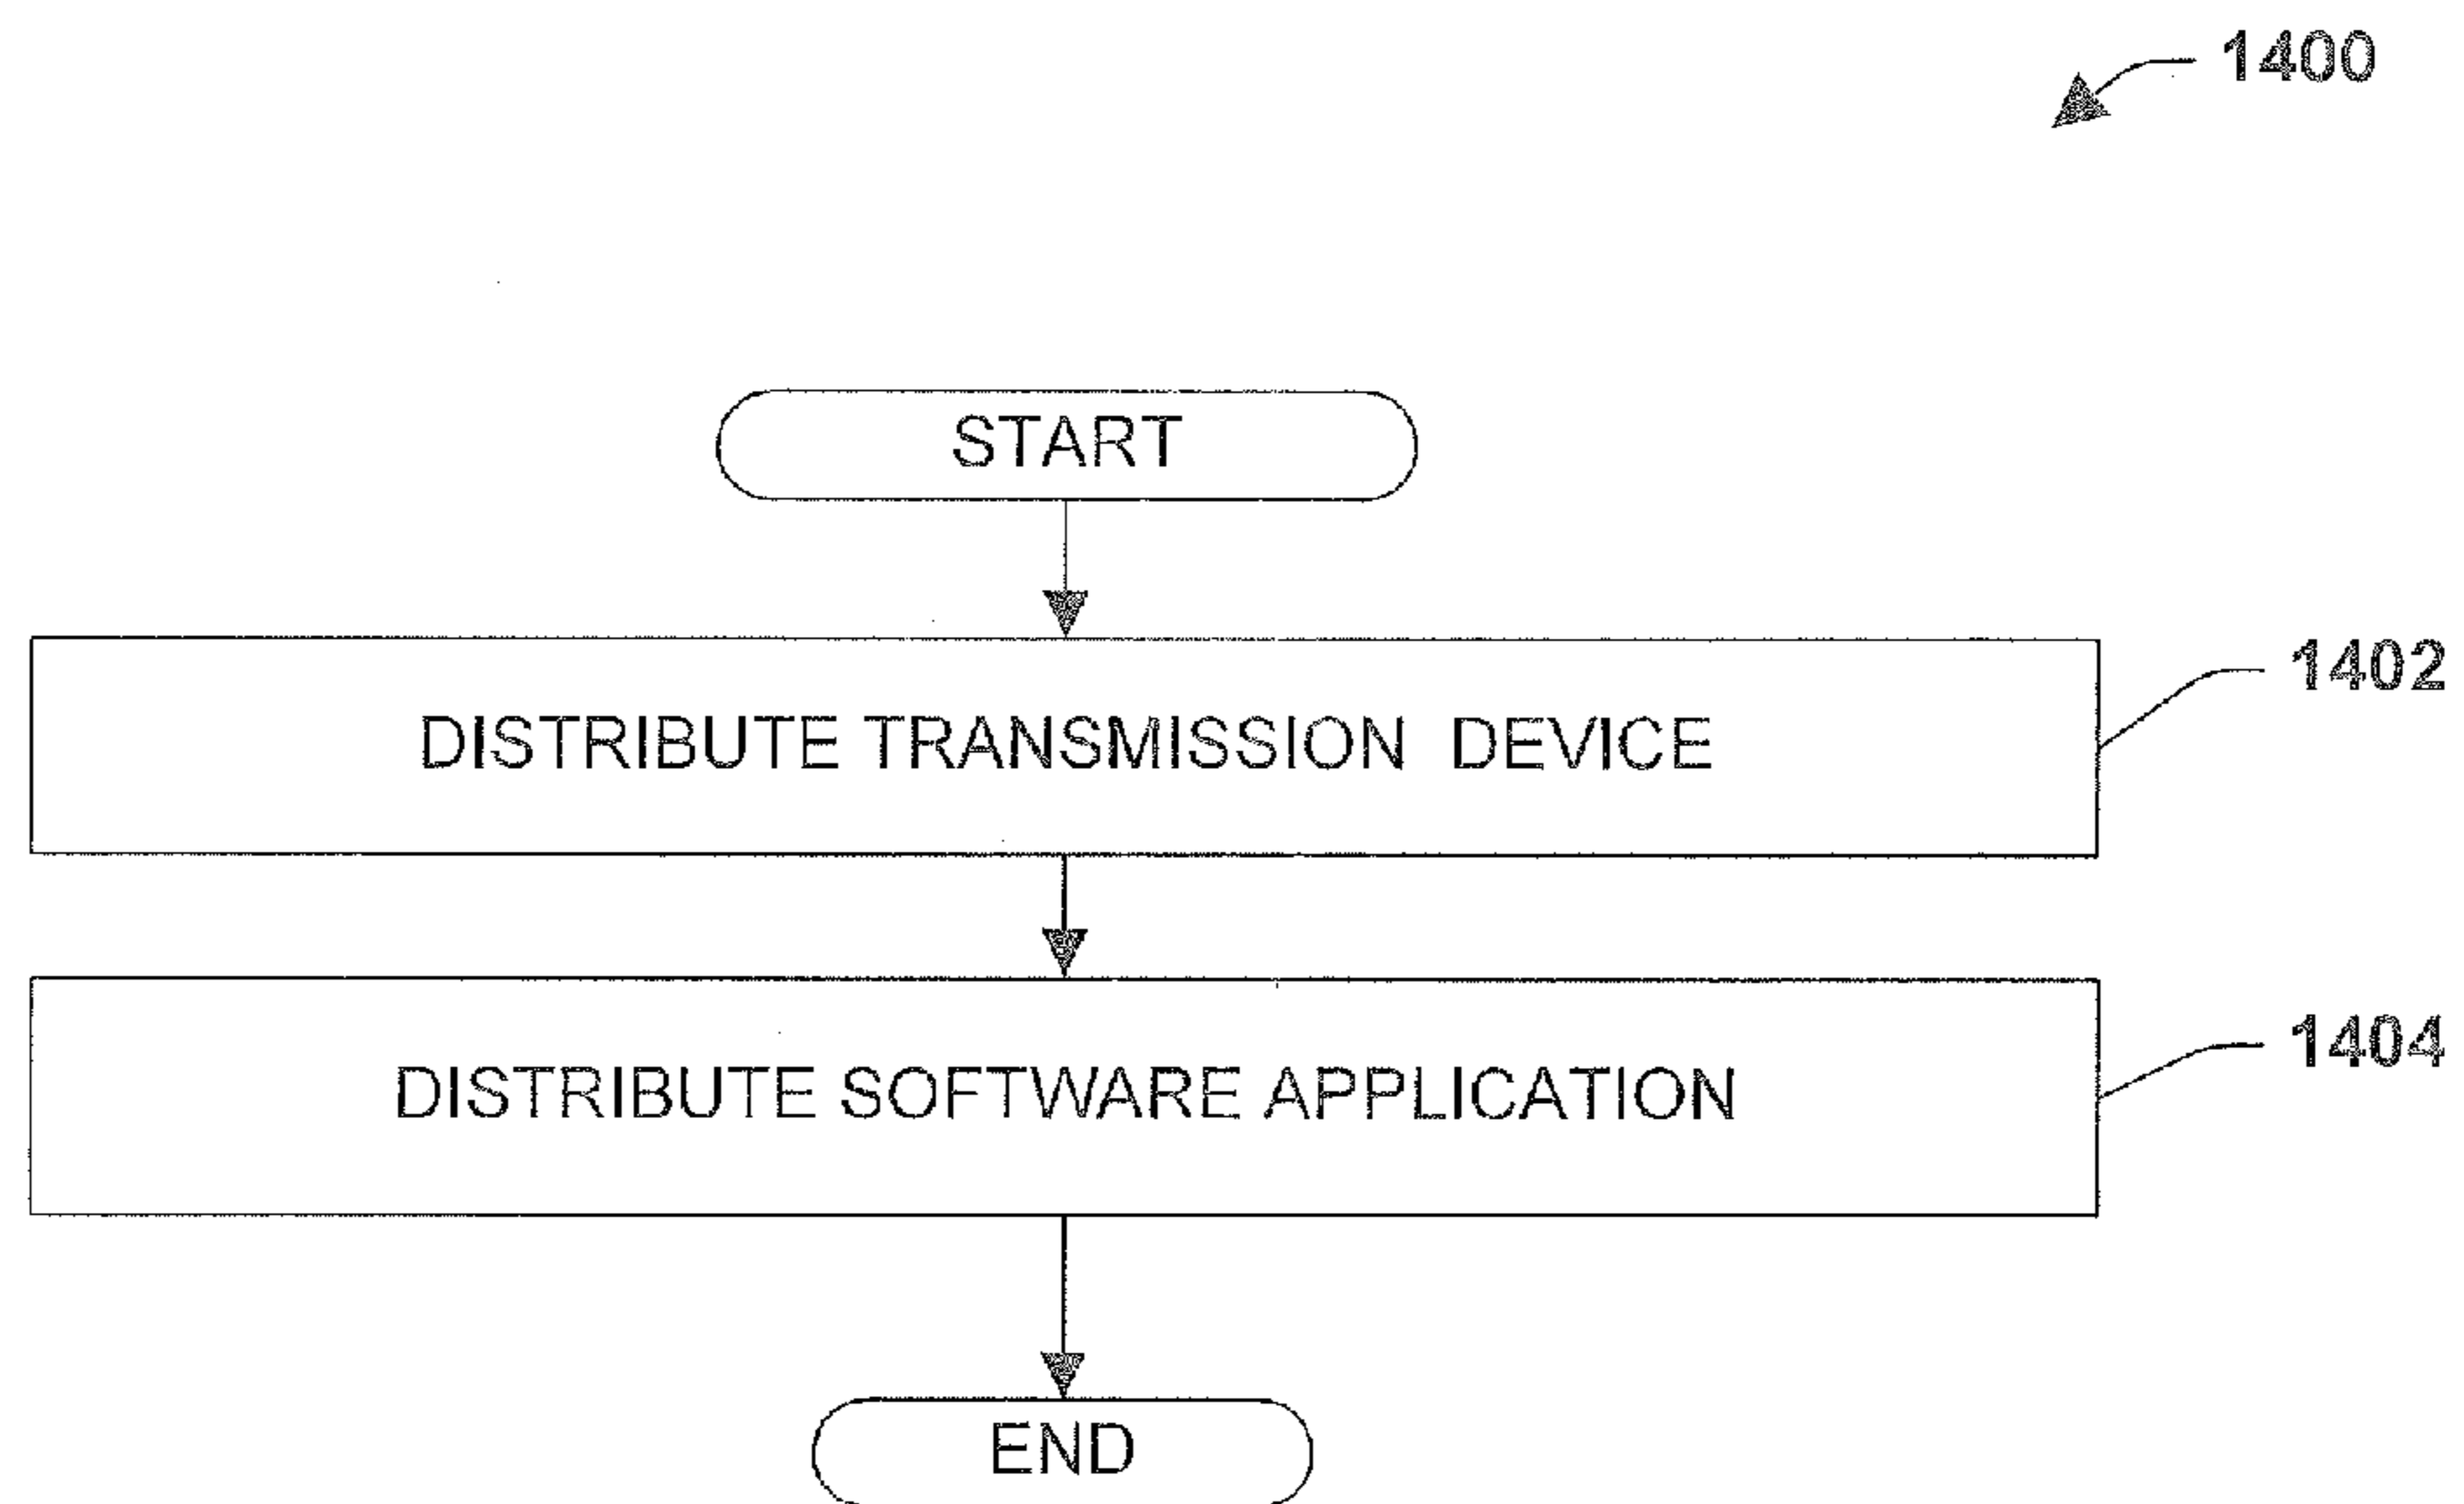 1400
START
DISTRIBUTE TRANSMISSION DEVICE
1402
DISTRIBUTE SOFTWARE APPLICATION
1404
END